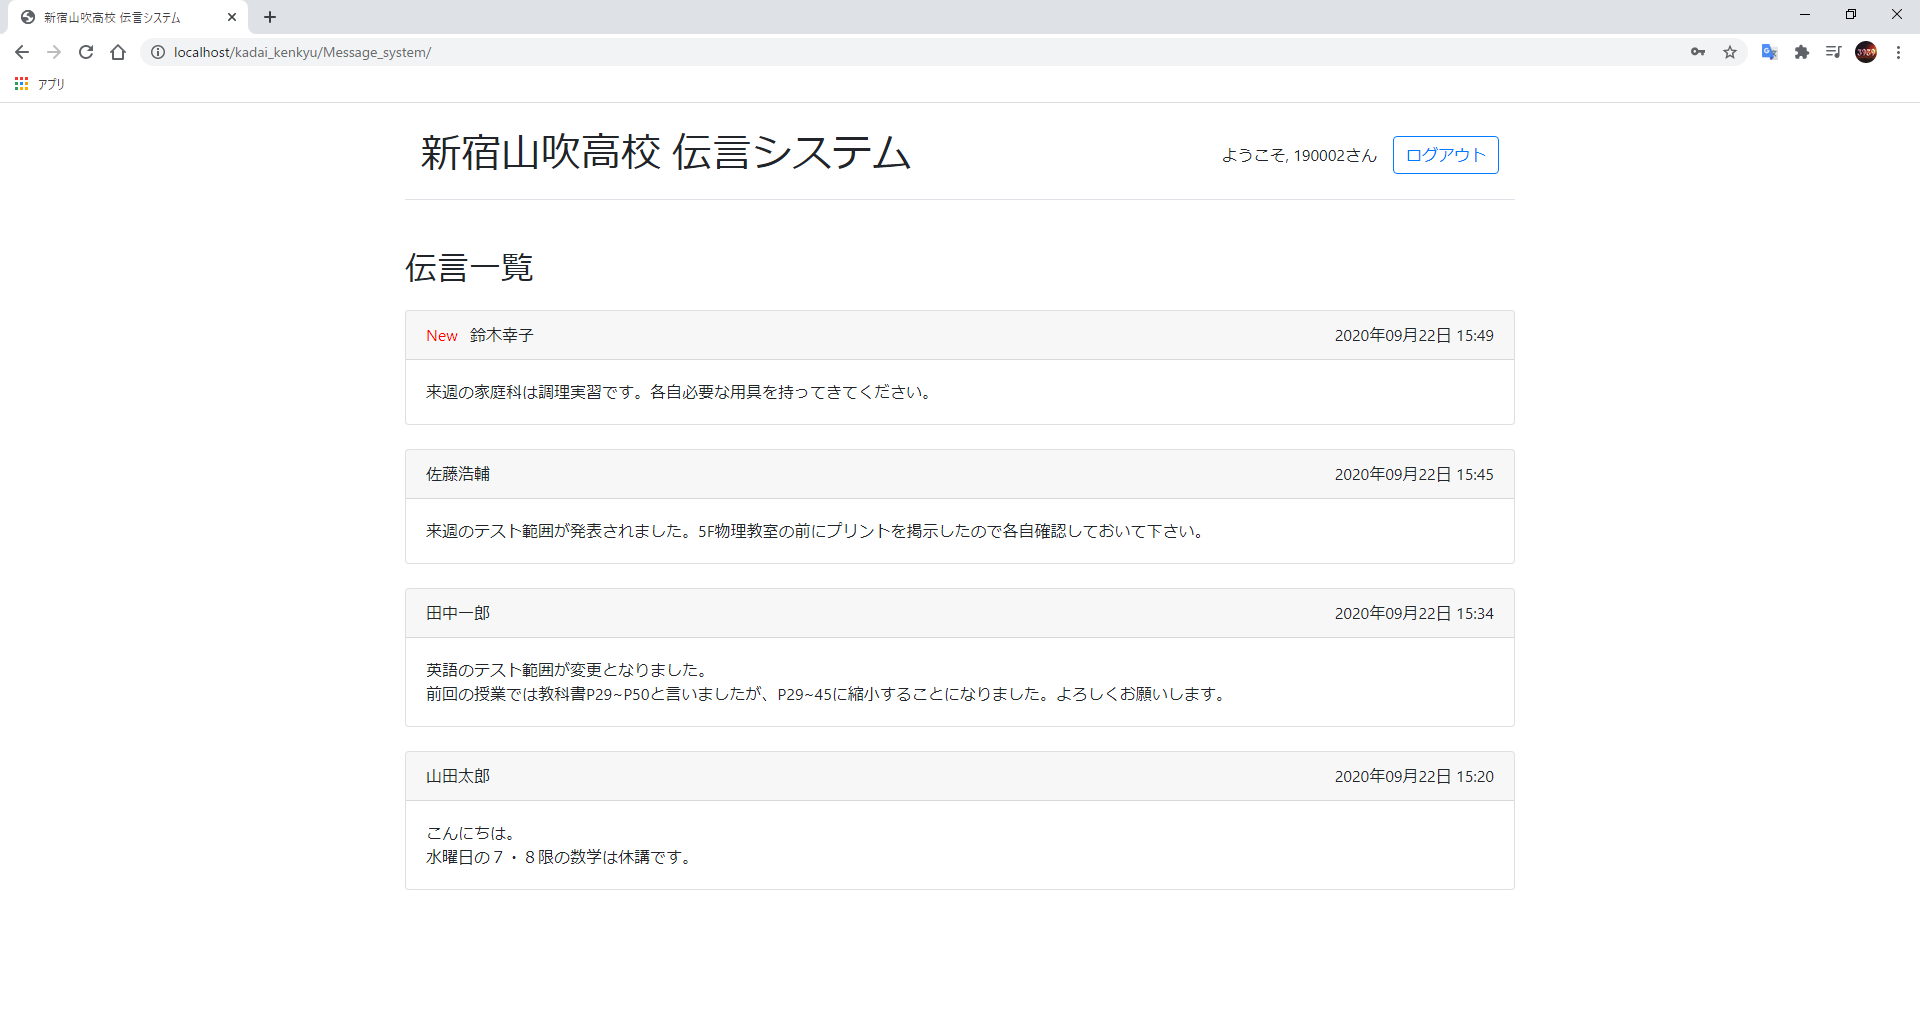 新宿山吹高校 伝言システム
localhost/kadai_kenkyu/Message_system/
アプリ
新宿山吹高校 伝言システム
ようこそ, 190002さん ログアウト
伝言一覧
New 鈴木幸子 2020年09月22日 15:49
来週の家庭科は調理実習です。各自必要な用具を持ってきてください。
佐藤浩輔 2020年09月22日 15:45
来週のテスト範囲が発表されました。5F物理教室の前にプリントを掲示したので各自確認しておいて下さい。
田中一郎 2020年09月22日 15:34
英語のテスト範囲が変更となりました。
前回の授業では教科書P29~P50と言いましたが、P29~45に縮小することになりました。よろしくお願いします。
山田太郎 2020年09月22日 15:20
こんにちは。
水曜日の７・８限の数学は休講です。